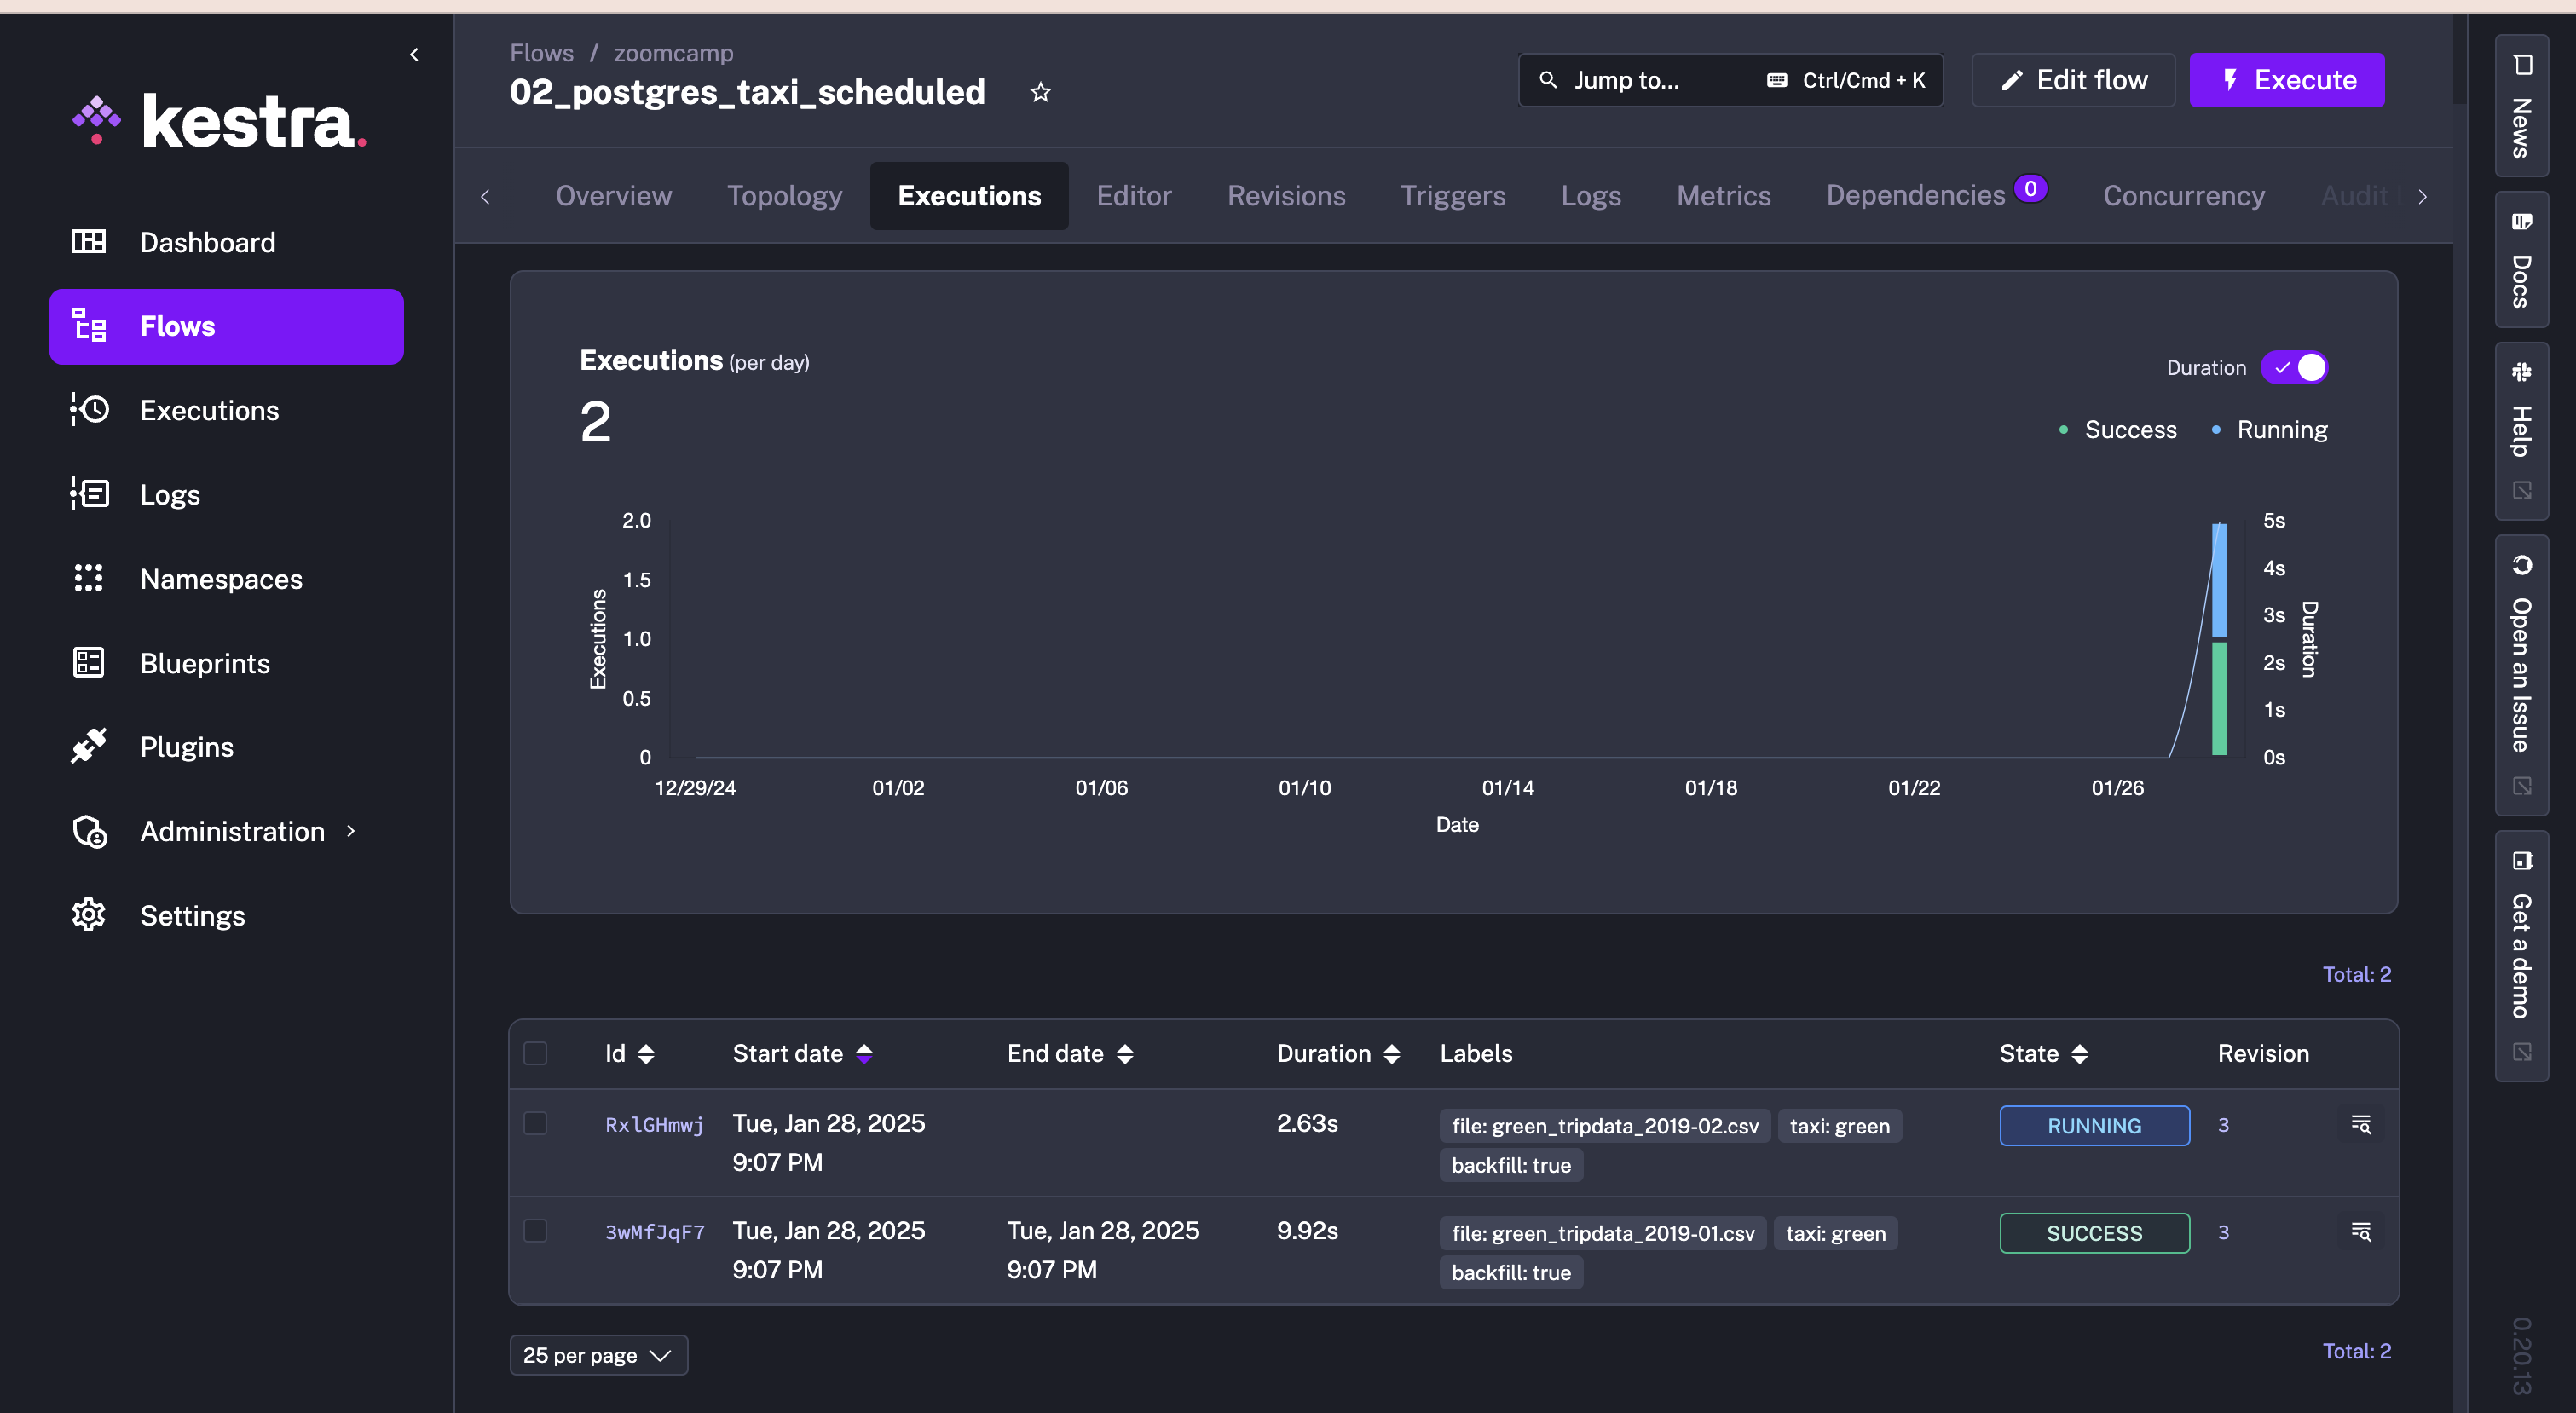 kestra.
Dashboard
Flows
Executions
Logs
Namespaces
Blueprints
Plugins
Administration
Settings
Flows / zoomcamp
02_postgres_taxi_scheduled
Jump to... Ctrl/Cmd + K
Edit flow
Execute
Overview Topology Executions Editor Revisions Triggers Logs Metrics Dependencies 0 Concurrency Audit
Executions (per day)
2
Duration
Success Running
2.0
1.5
1.0
0.5
0
Executions
5s
4s
3s
2s
1s
0s
Duration
12/29/24 01/02 01/06 01/10 01/14 01/18 01/22 01/26
Date
Total: 2
Id Start date End date Duration Labels State Revision
RxlGHmwj Tue, Jan 28, 2025 2.63s file: green_tripdata_2019-02.csv taxi: green RUNNING 3
9:07 PM backfill: true
3wMfJqF7 Tue, Jan 28, 2025 Tue, Jan 28, 2025 9.92s file: green_tripdata_2019-01.csv taxi: green SUCCESS 3
9:07 PM 9:07 PM backfill: true
25 per page
Total: 2
News
Docs
Help
Open an Issue
Get a demo
0.20.13